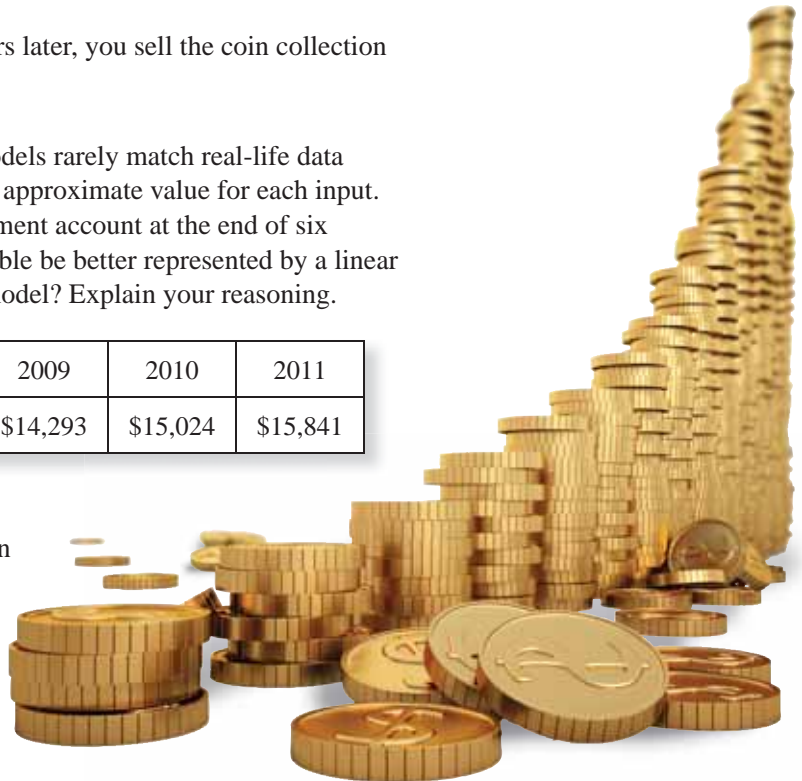 rs later, you sell the coin collection
odels rarely match real-life data
approximate value for each input.
ment account at the end of six
ble be better represented by a linear
model? Explain your reasoning.
2009 2010 2011
$14,293 $15,024 $15,841
n